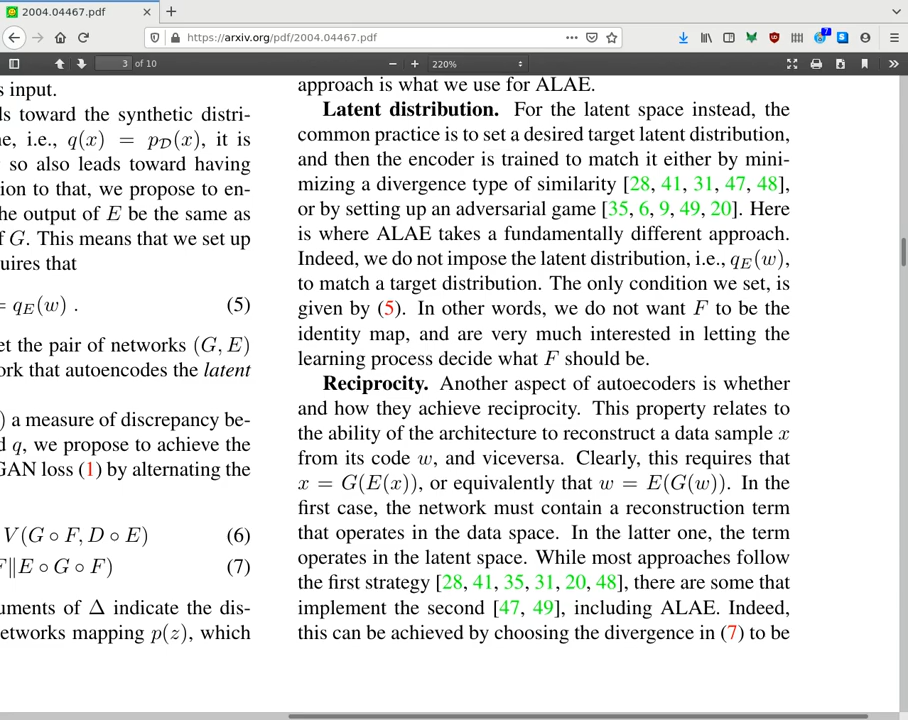 2004.04467.pdf
https://arxiv.org/pdf/2004.04467.pdf
7
3 of 10
220%
s input.
ds toward the synthetic distri-
ne, i.e., q(x) = p_D(x), it is
so also leads toward having
ion to that, we propose to en-
he output of E be the same as
f G. This means that we set up
uires that
= q_E(w) . (5)
et the pair of networks (G, E)
ork that autoencodes the latent
) a measure of discrepancy be-
d q, we propose to achieve the
GAN loss (1) by alternating the
V(G ∘ F, D ∘ E) (6)
F∥E ∘ G ∘ F) (7)
uments of Δ indicate the dis-
etworks mapping p(z), which
approach is what we use for ALAE.
Latent distribution. For the latent space instead, the
common practice is to set a desired target latent distribution,
and then the encoder is trained to match it either by mini-
mizing a divergence type of similarity [28, 41, 31, 47, 48],
or by setting up an adversarial game [35, 6, 9, 49, 20]. Here
is where ALAE takes a fundamentally different approach.
Indeed, we do not impose the latent distribution, i.e., q_E(w),
to match a target distribution. The only condition we set, is
given by (5). In other words, we do not want F to be the
identity map, and are very much interested in letting the
learning process decide what F should be.
Reciprocity. Another aspect of autoecoders is whether
and how they achieve reciprocity. This property relates to
the ability of the architecture to reconstruct a data sample x
from its code w, and viceversa. Clearly, this requires that
x = G(E(x)), or equivalently that w = E(G(w)). In the
first case, the network must contain a reconstruction term
that operates in the data space. In the latter one, the term
operates in the latent space. While most approaches follow
the first strategy [28, 41, 35, 31, 20, 48], there are some that
implement the second [47, 49], including ALAE. Indeed,
this can be achieved by choosing the divergence in (7) to be